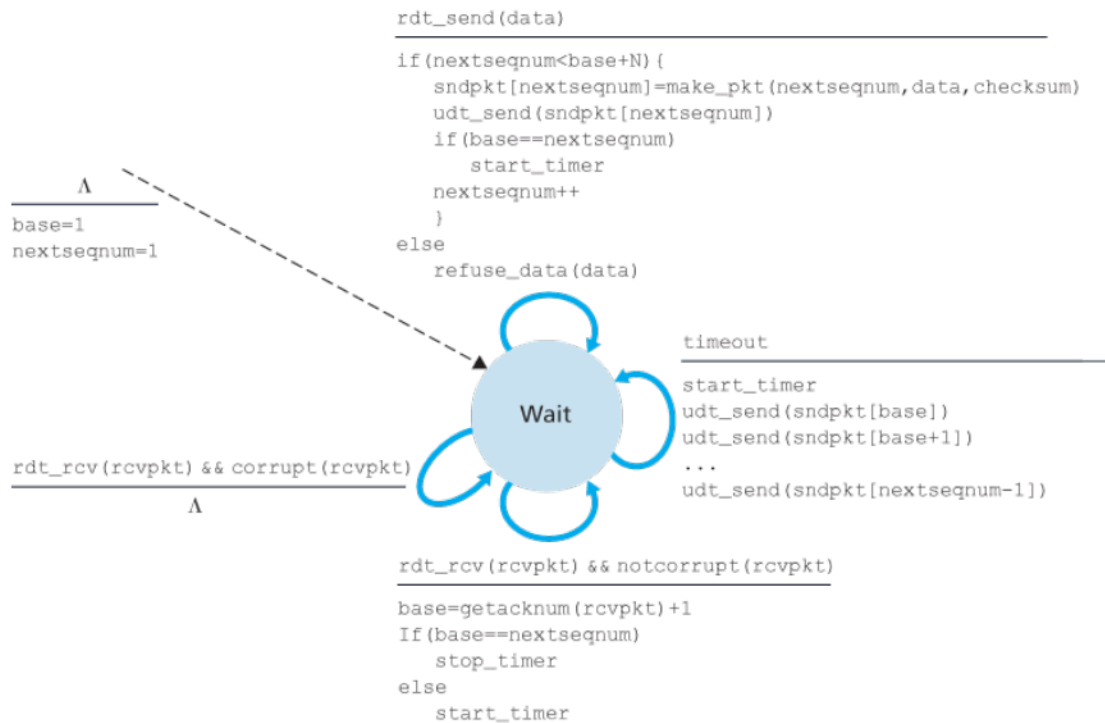 rdt_send(data)
if(nextseqnum<base+N){
sndpkt[nextseqnum]=make_pkt(nextseqnum,data,checksum)
udt_send(sndpkt[nextseqnum])
if(base==nextseqnum)
start_timer
nextseqnum++
}
else
refuse_data(data)
Λ
base=1
nextseqnum=1
timeout
start_timer
udt_send(sndpkt[base])
udt_send(sndpkt[base+1])
...
udt_send(sndpkt[nextseqnum-1])
Wait
rdt_rcv(rcvpkt) && corrupt(rcvpkt)
Λ
rdt_rcv(rcvpkt) && notcorrupt(rcvpkt)
base=getacknum(rcvpkt)+1
If(base==nextseqnum)
stop_timer
else
start_timer